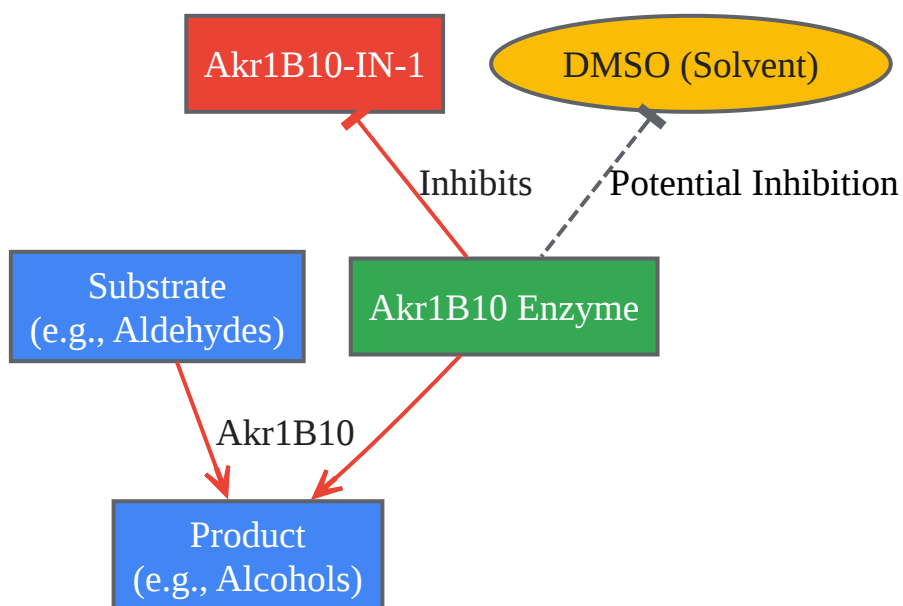 Akr1B10-IN-1
DMSO (Solvent)
Inhibits
Potential Inhibition
Substrate
(e.g., Aldehydes)
Akr1B10 Enzyme
Akr1B10
Product
(e.g., Alcohols)